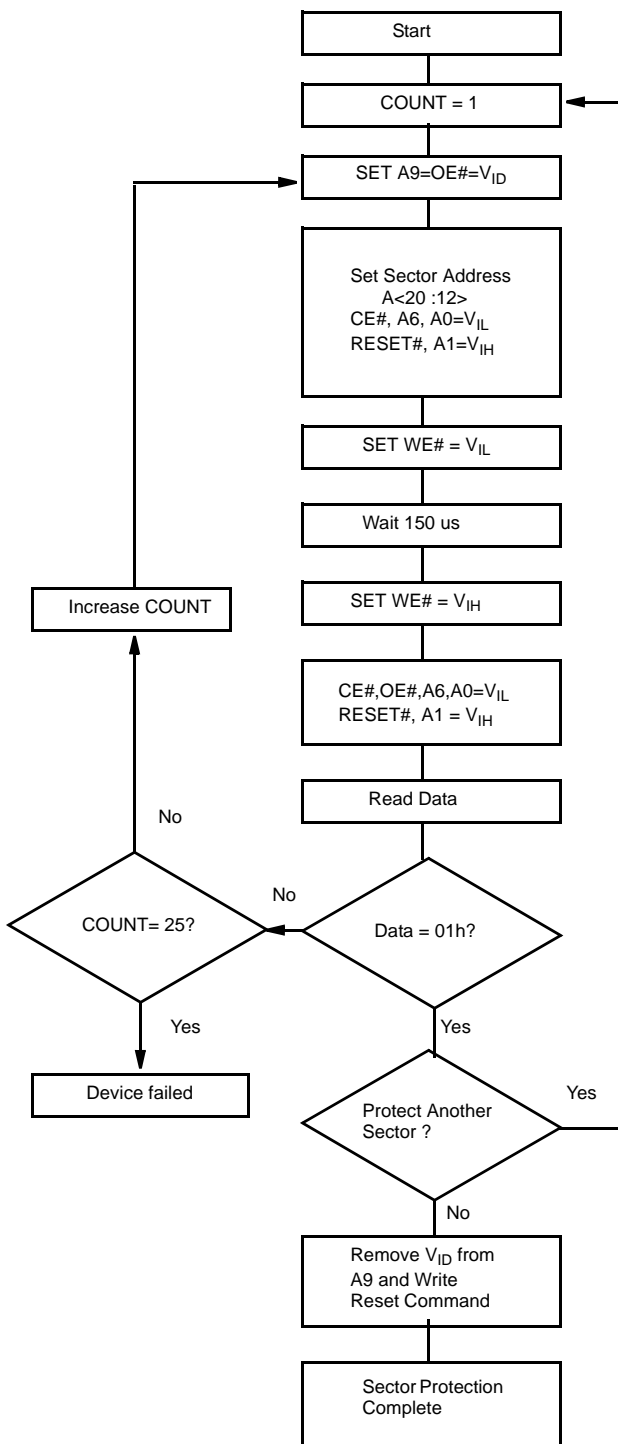 Start
COUNT = 1
SET A9=OE#=VID
Set Sector Address
A<20 :12>
CE#, A6, A0=VIL
RESET#, A1=VIH
SET WE# = VIL
Wait 150 us
Increase COUNT
SET WE# = VIH
CE#,OE#,A6,A0=VIL
RESET#, A1 = VIH
Read Data
No
No
COUNT= 25?
Data = 01h?
Yes
Yes
Device failed
Protect Another
Sector ?
Yes
No
Remove VID from
A9 and Write
Reset Command
Sector Protection
Complete